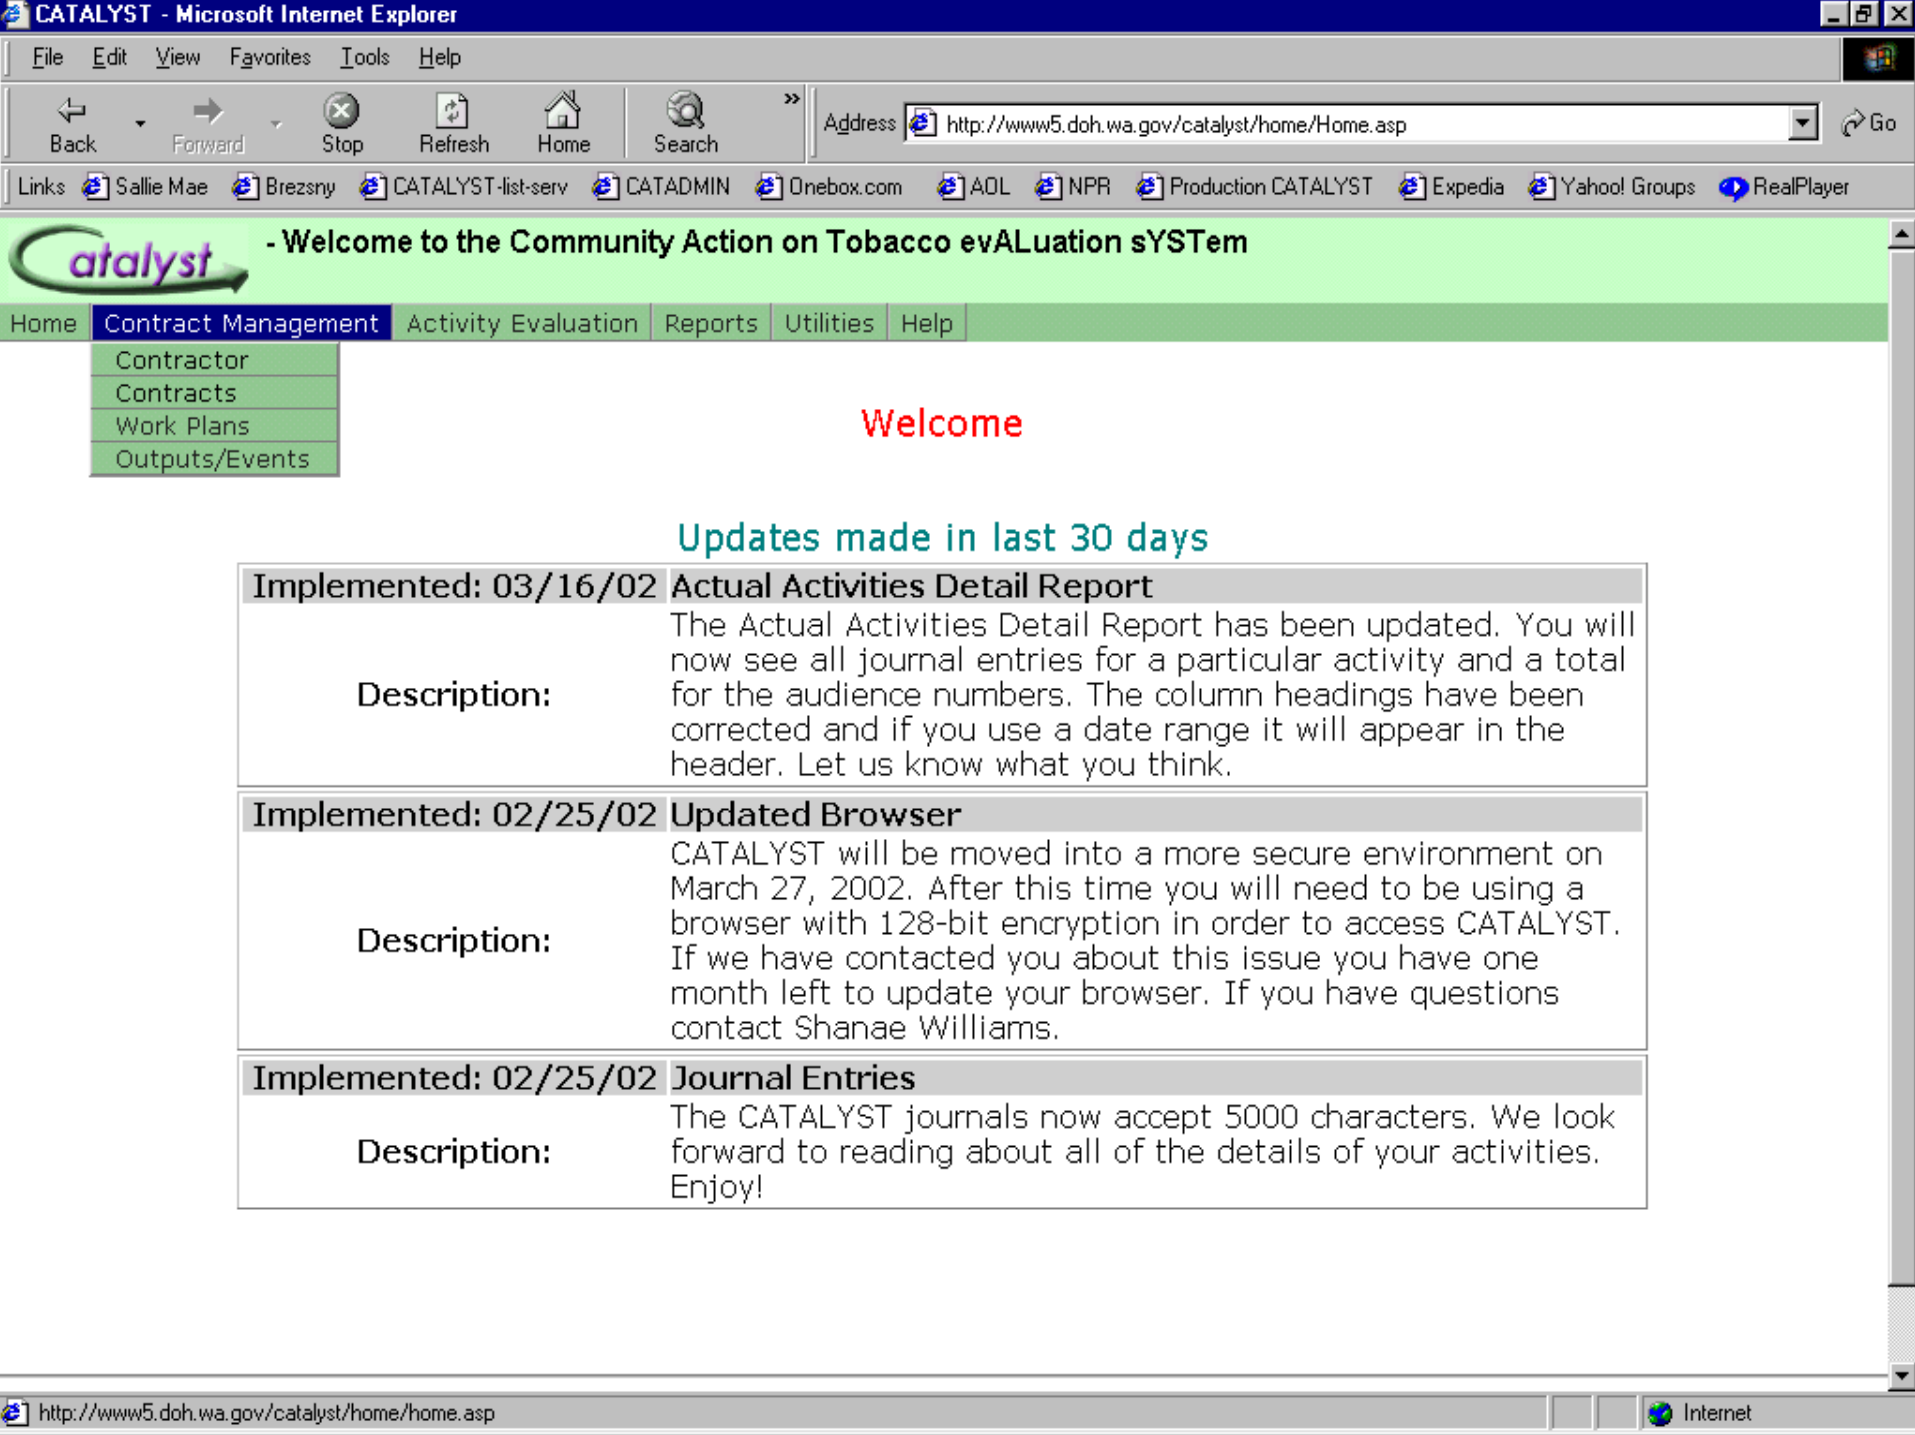 CATALYST - Microsoft Internet Explorer
File Edit View Favorites Tools Help
Back Forward Stop Refresh Home Search » Address http://www5.doh.wa.gov/catalyst/home/Home.asp Go
Links Sallie Mae Brezsny CATALYST-list-serv CATADMIN Onebox.com AOL NPR Production CATALYST Expedia Yahoo! Groups RealPlayer
Catalyst - Welcome to the Community Action on Tobacco evALuation sYSTem
Home Contract Management Activity Evaluation Reports Utilities Help
Contractor
Contracts
Work Plans
Outputs/Events
Welcome
Updates made in last 30 days
Implemented: 03/16/02 Actual Activities Detail Report
Description:
The Actual Activities Detail Report has been updated. You will
now see all journal entries for a particular activity and a total
for the audience numbers. The column headings have been
corrected and if you use a date range it will appear in the
header. Let us know what you think.
Implemented: 02/25/02 Updated Browser
Description:
CATALYST will be moved into a more secure environment on
March 27, 2002. After this time you will need to be using a
browser with 128-bit encryption in order to access CATALYST.
If we have contacted you about this issue you have one
month left to update your browser. If you have questions
contact Shanae Williams.
Implemented: 02/25/02 Journal Entries
Description:
The CATALYST journals now accept 5000 characters. We look
forward to reading about all of the details of your activities.
Enjoy!
http://www5.doh.wa.gov/catalyst/home/home.asp Internet